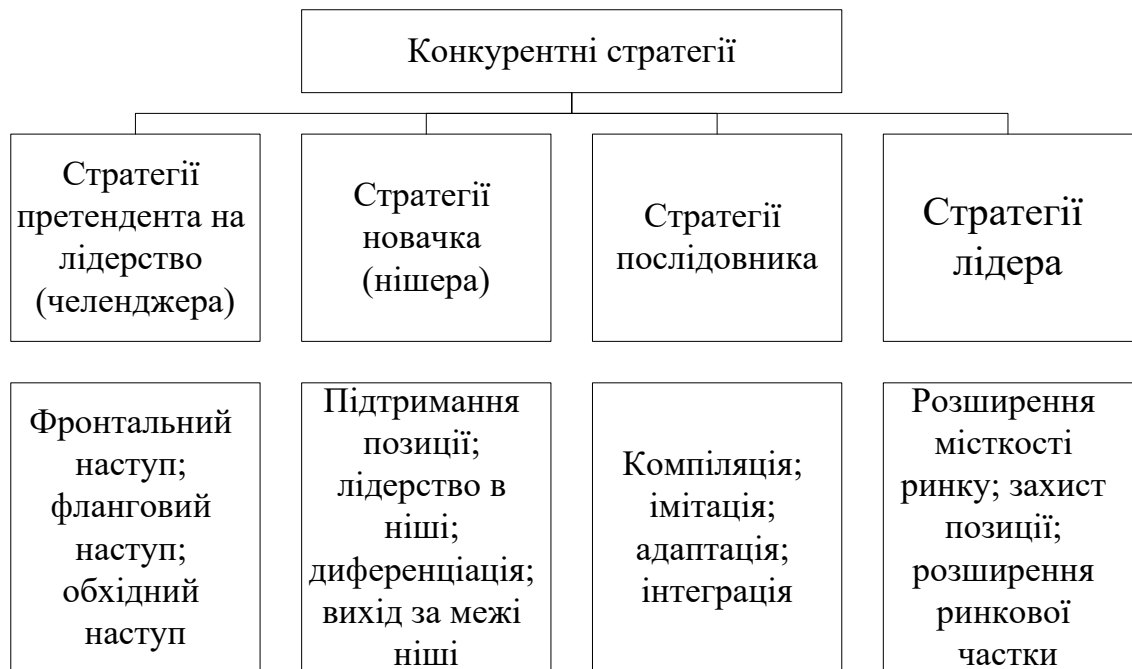 Конкурентні стратегії
Стратегії
претендента на
лідерство
(челенджера)
Стратегії
новачка
(нішера)
Стратегії
послідовника
Стратегії
лідера
Фронтальний
наступ;
фланговий
наступ;
обхідний
наступ
Підтримання
позиції;
лідерство в
ніші;
диференціація;
вихід за межі
ніші
Компіляція;
імітація;
адаптація;
інтеграція
Розширення
місткості
ринку; захист
позиції;
розширення
ринкової
частки